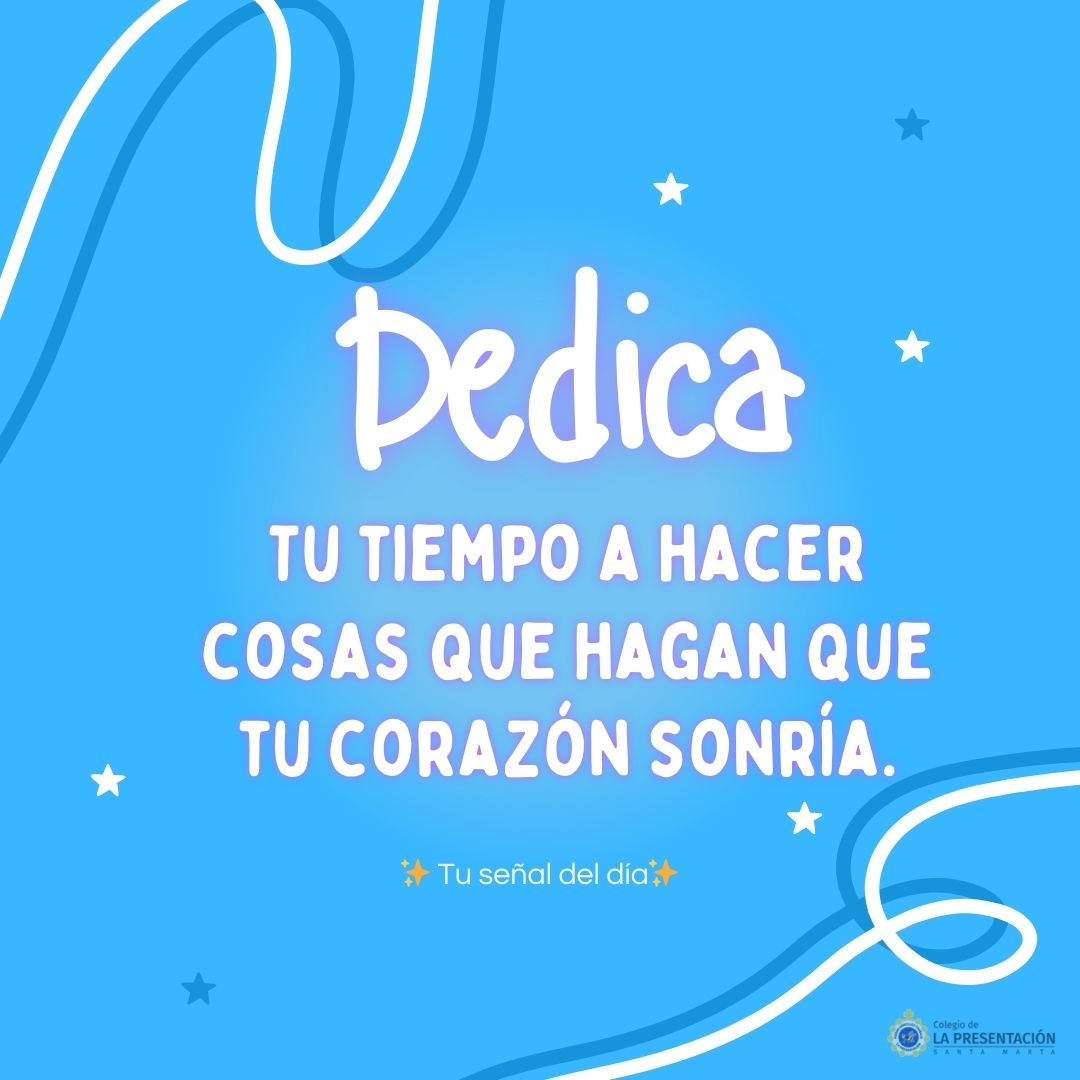 Dedica
TU TIEMPO A HACER
COSAS QUE HAGAN QUE
TU CORAZÓN SONRÍA.
✨ Tu señal del día✨
Colegio de
LA PRESENTACIÓN
SANTA MARTA